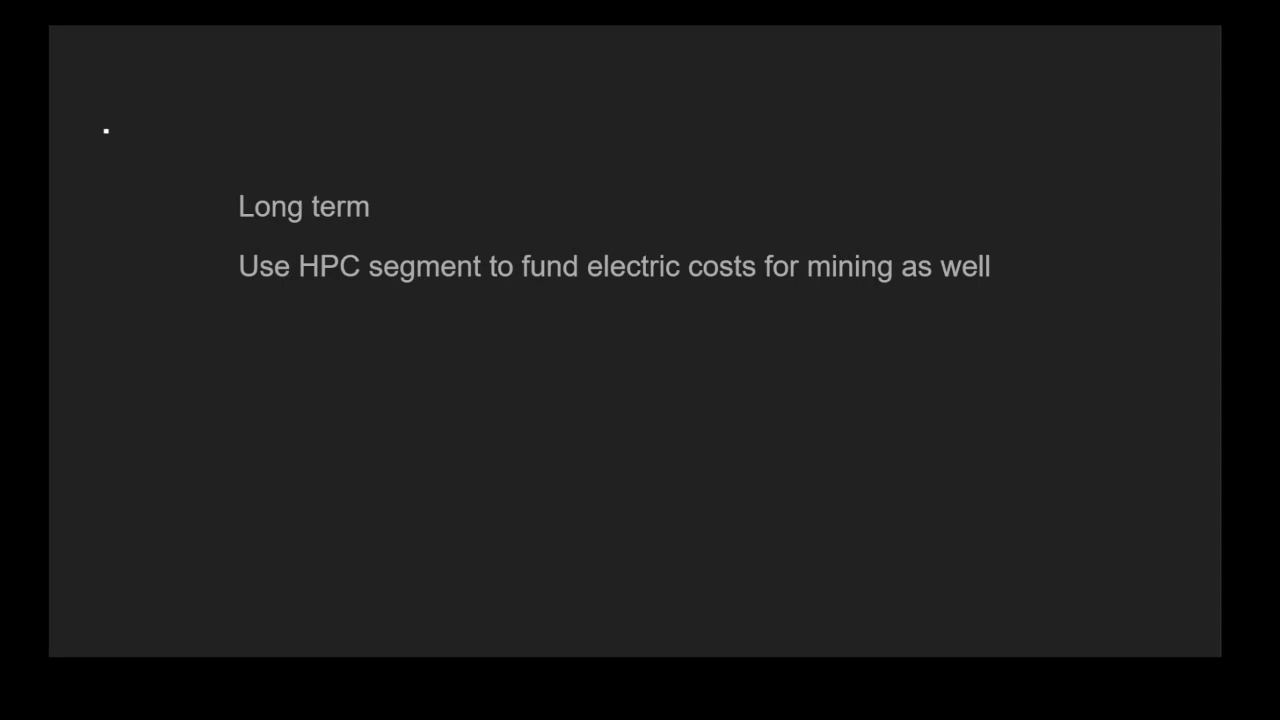 .
Long term
Use HPC segment to fund electric costs for mining as well